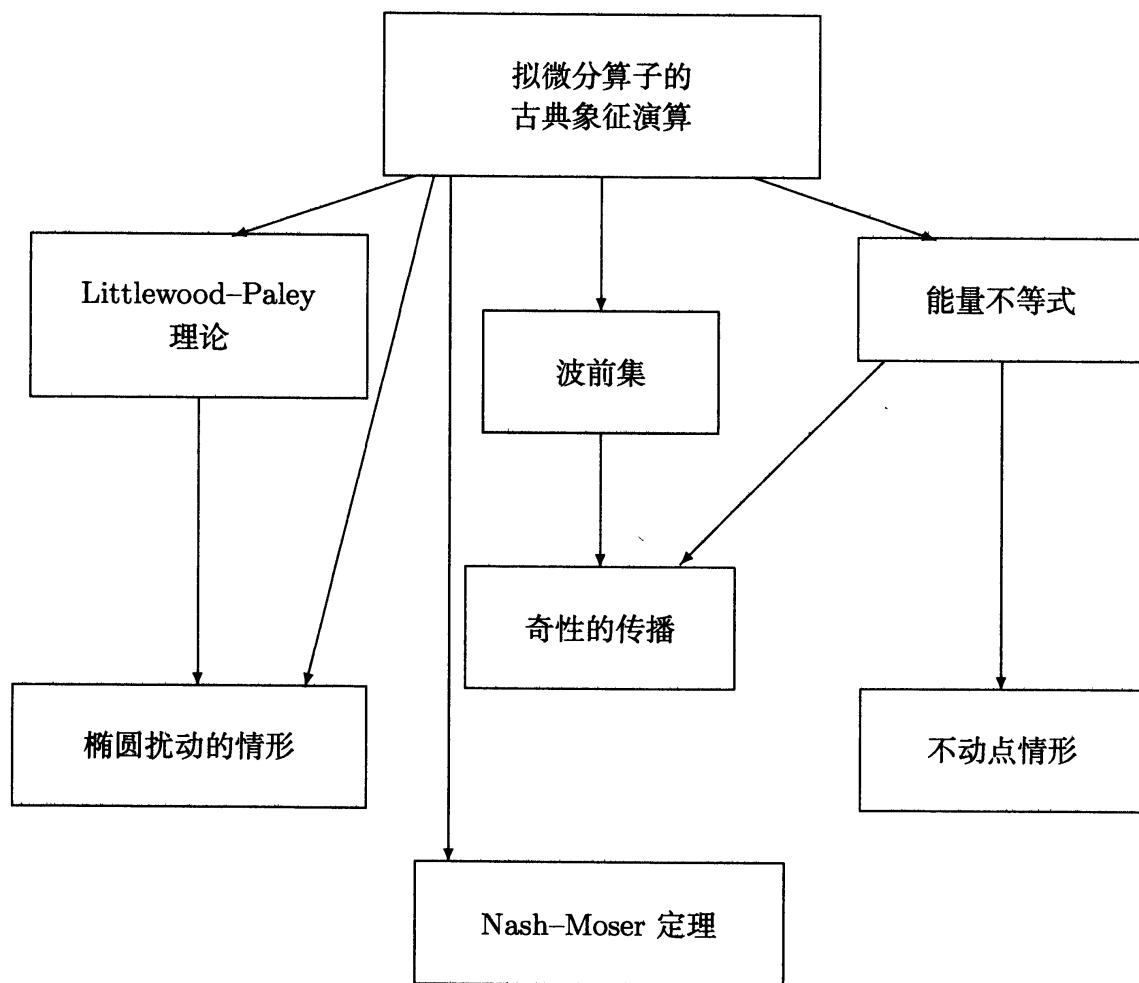 拟微分算子的
古典象征演算
Littlewood–Paley
理论
能量不等式
波前集
奇性的传播
椭圆扰动的情形
不动点情形
Nash–Moser 定理